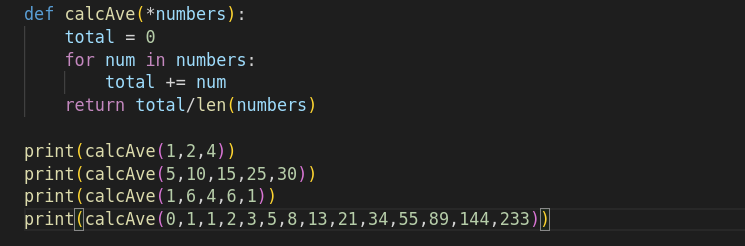 def calcAve(*numbers):
    total = 0
    for num in numbers:
        total += num
    return total/len(numbers)

print(calcAve(1,2,4))
print(calcAve(5,10,15,25,30))
print(calcAve(1,6,4,6,1))
print(calcAve(0,1,1,2,3,5,8,13,21,34,55,89,144,233))